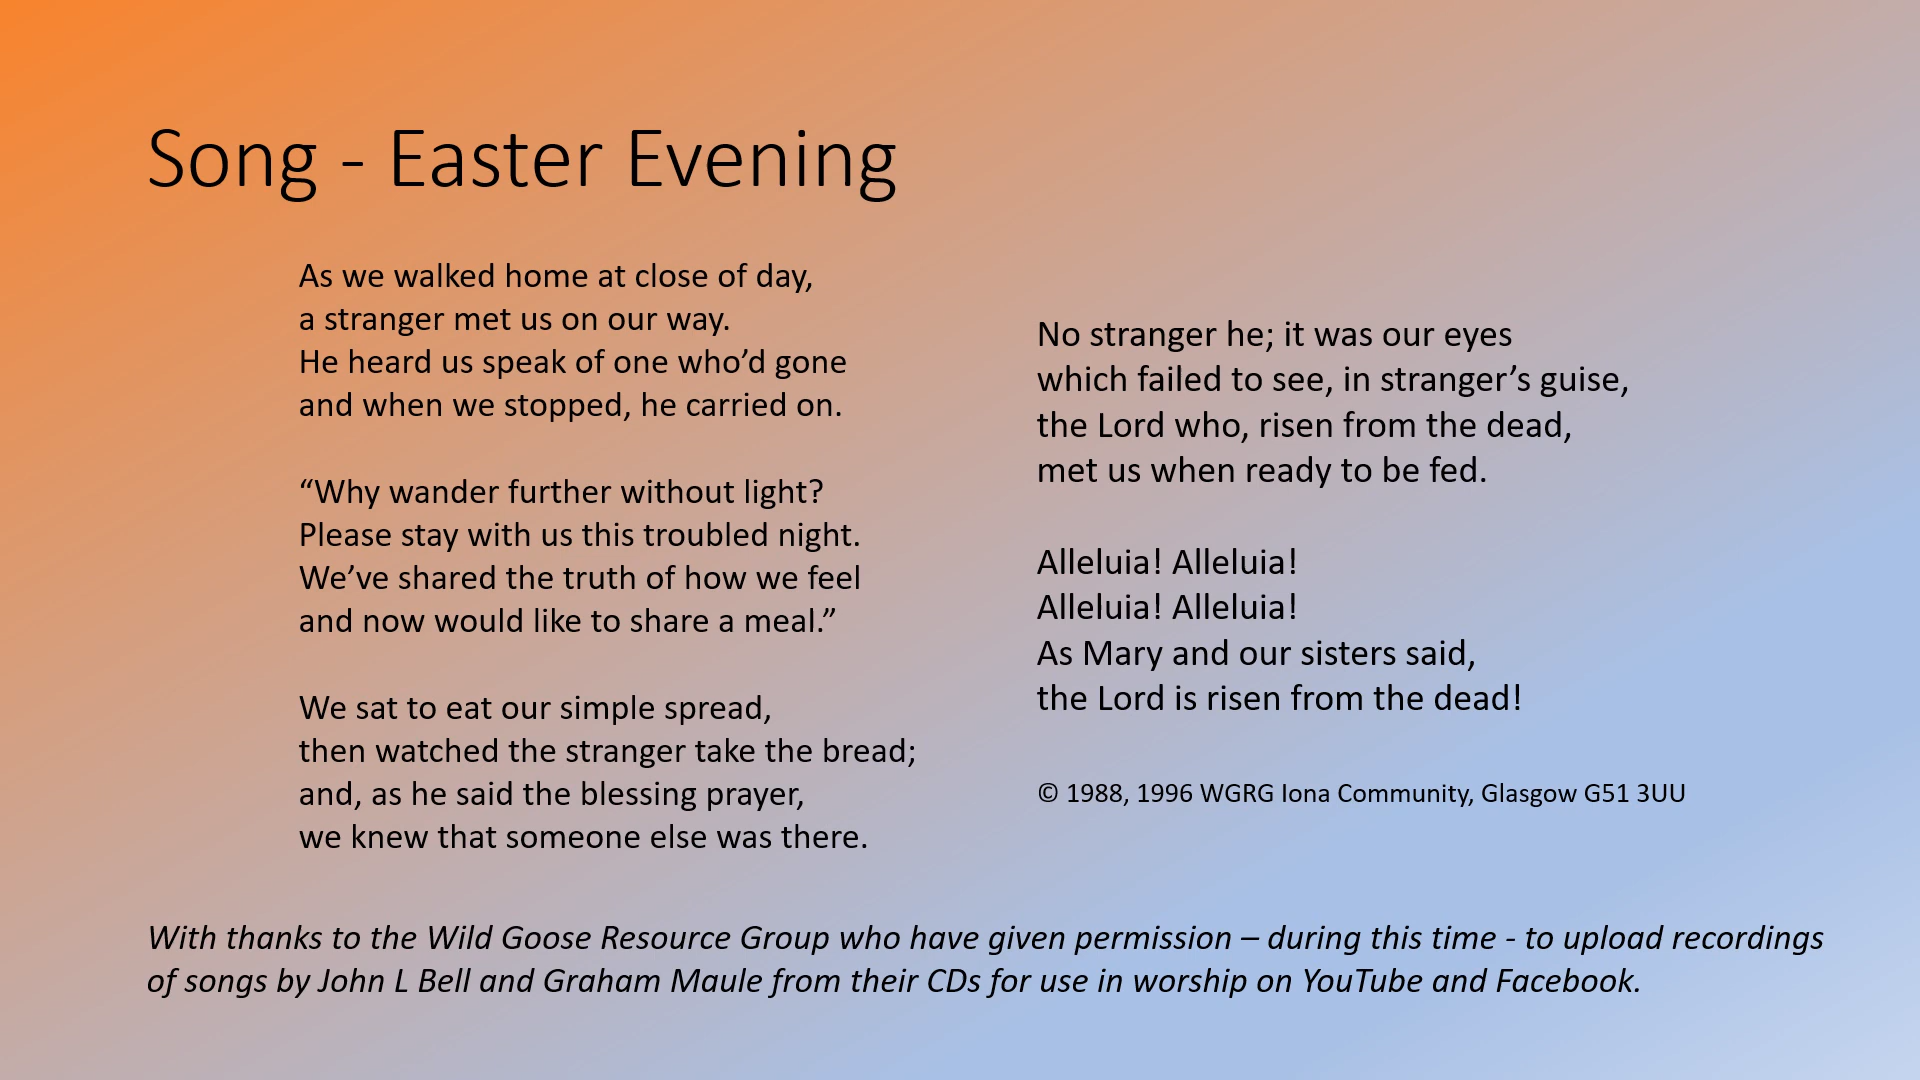 Song - Easter Evening
As we walked home at close of day,
a stranger met us on our way.
He heard us speak of one who’d gone
and when we stopped, he carried on.
“Why wander further without light?
Please stay with us this troubled night.
We’ve shared the truth of how we feel
and now would like to share a meal.”
We sat to eat our simple spread,
then watched the stranger take the bread;
and, as he said the blessing prayer,
we knew that someone else was there.
No stranger he; it was our eyes
which failed to see, in stranger’s guise,
the Lord who, risen from the dead,
met us when ready to be fed.
Alleluia! Alleluia!
Alleluia! Alleluia!
As Mary and our sisters said,
the Lord is risen from the dead!
© 1988, 1996 WGRG Iona Community, Glasgow G51 3UU
With thanks to the Wild Goose Resource Group who have given permission – during this time - to upload recordings
of songs by John L Bell and Graham Maule from their CDs for use in worship on YouTube and Facebook.